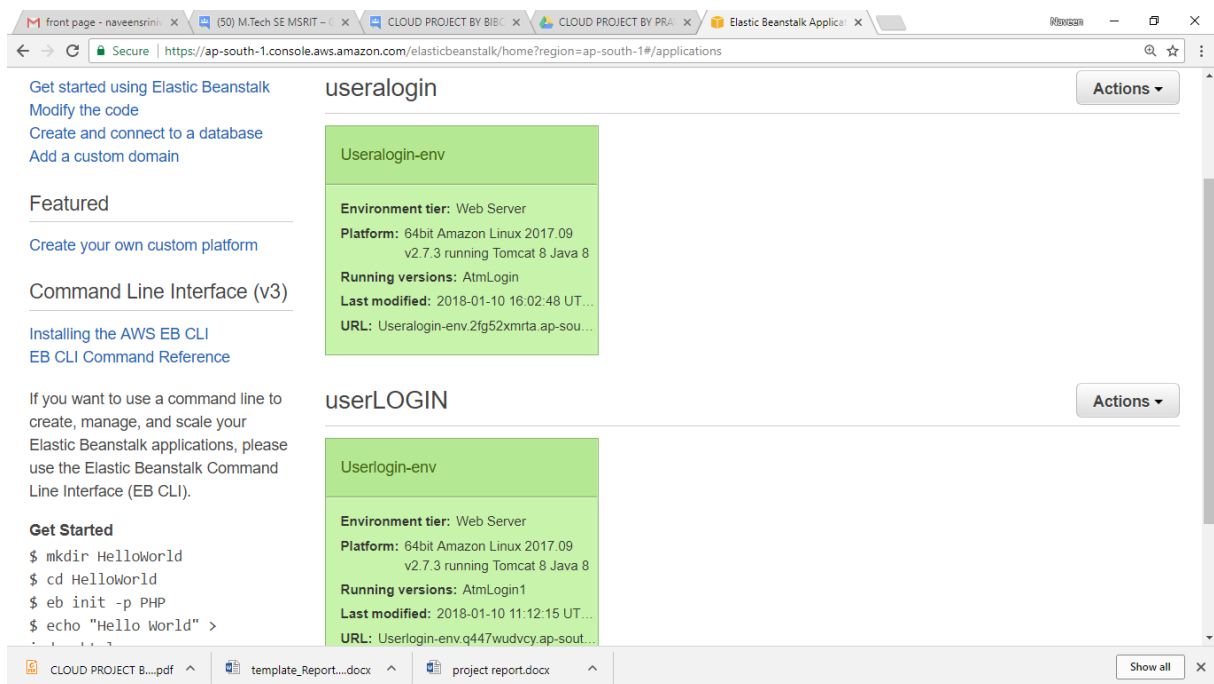 front page - naveensriniv
(50) M.Tech SE MSRIT – C
CLOUD PROJECT BY BIBC
CLOUD PROJECT BY PRA
Elastic Beanstalk Applicat
Naveen
Secure | https://ap-south-1.console.aws.amazon.com/elasticbeanstalk/home?region=ap-south-1#/applications
Get started using Elastic Beanstalk
Modify the code
Create and connect to a database
Add a custom domain
Featured
Create your own custom platform
Command Line Interface (v3)
Installing the AWS EB CLI
EB CLI Command Reference
If you want to use a command line to
create, manage, and scale your
Elastic Beanstalk applications, please
use the Elastic Beanstalk Command
Line Interface (EB CLI).
Get Started
$ mkdir HelloWorld
$ cd HelloWorld
$ eb init -p PHP
$ echo "Hello World" >
useralogin
Actions
Useralogin-env
Environment tier: Web Server
Platform: 64bit Amazon Linux 2017.09
v2.7.3 running Tomcat 8 Java 8
Running versions: AtmLogin
Last modified: 2018-01-10 16:02:48 UT...
URL: Useralogin-env.2fg52xmrta.ap-sou...
userLOGIN
Actions
Userlogin-env
Environment tier: Web Server
Platform: 64bit Amazon Linux 2017.09
v2.7.3 running Tomcat 8 Java 8
Running versions: AtmLogin1
Last modified: 2018-01-10 11:12:15 UT...
URL: Userlogin-env.q447wudvcy.ap-sout...
CLOUD PROJECT B....pdf
template_Report....docx
project report.docx
Show all